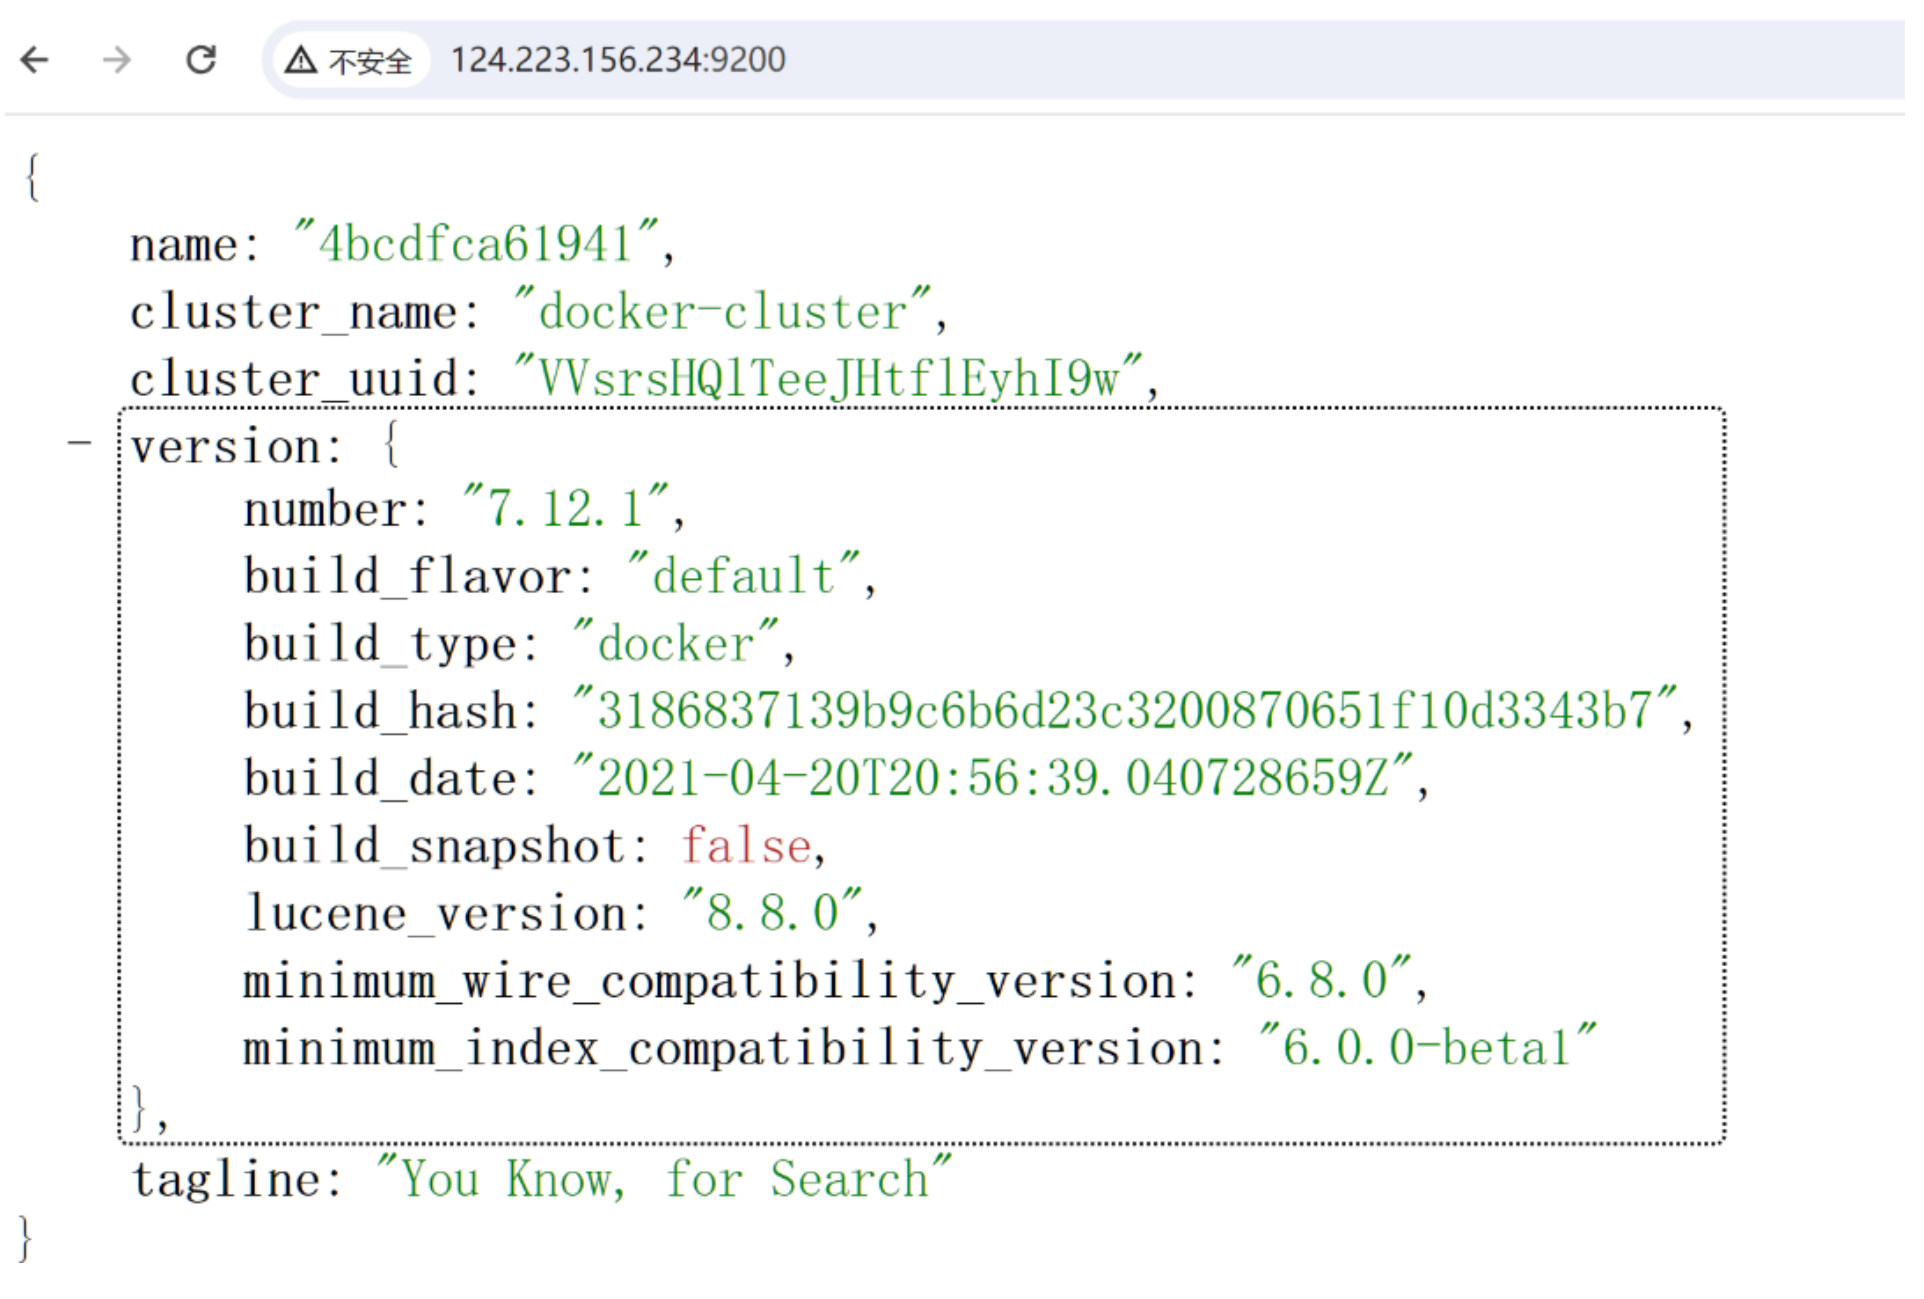 不安全 124.223.156.234:9200
{
name: "4bcdfca61941",
cluster_name: "docker-cluster",
cluster_uuid: "VVsrsHQlTeeJHtflEyhI9w",
- version: {
number: "7.12.1",
build_flavor: "default",
build_type: "docker",
build_hash: "3186837139b9c6b6d23c3200870651f10d3343b7",
build_date: "2021-04-20T20:56:39.040728659Z",
build_snapshot: false,
lucene_version: "8.8.0",
minimum_wire_compatibility_version: "6.8.0",
minimum_index_compatibility_version: "6.0.0-beta1"
},
tagline: "You Know, for Search"
}